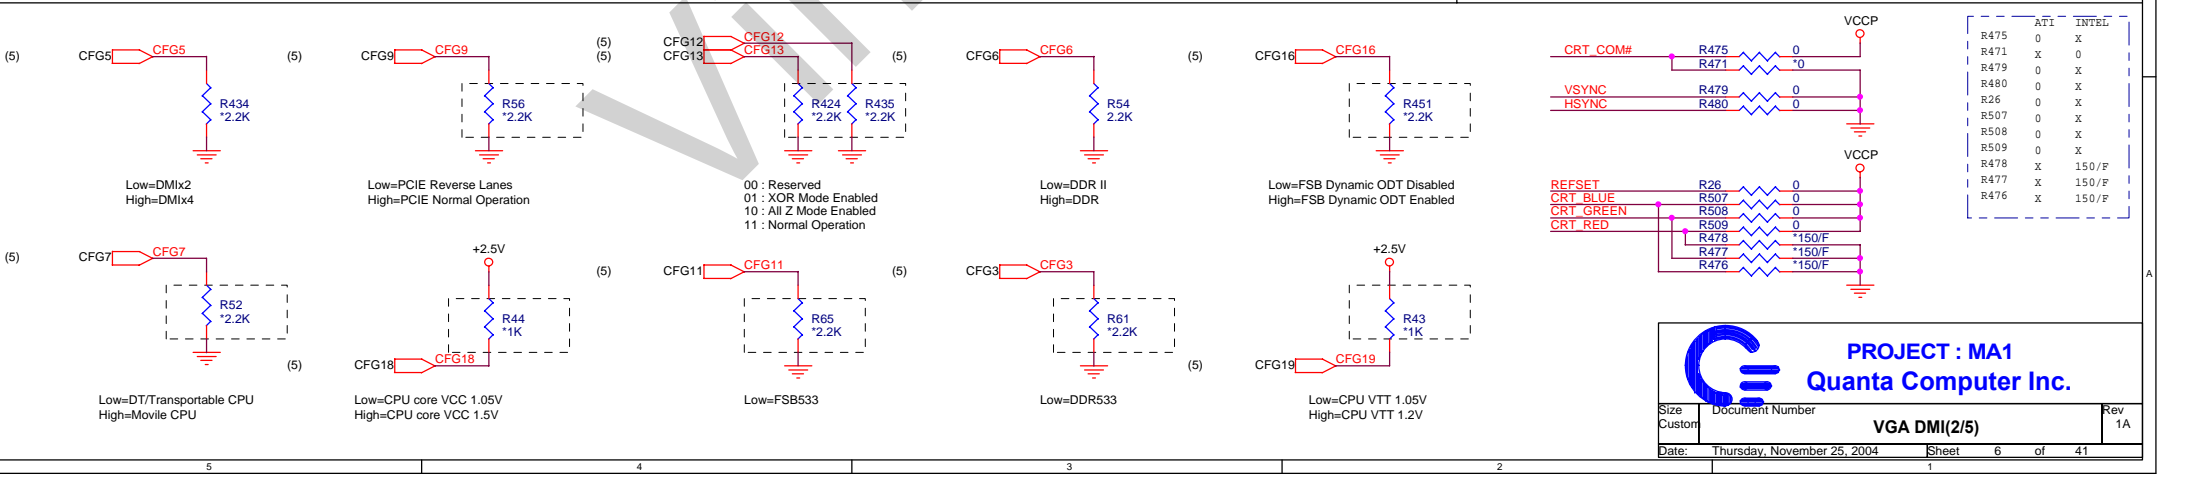 (5)
CFG5
CFG5
R434
*2.2K
Low=DMIx2
High=DMIx4
(5)
CFG9
CFG9
R56
*2.2K
Low=PCIE Reverse Lanes
High=PCIE Normal Operation
(5)
CFG12
CFG12
(5)
CFG13
CFG13
R424
*2.2K
R435
*2.2K
00 : Reserved
01 : XOR Mode Enabled
10 : All Z Mode Enabled
11 : Normal Operation
(5)
CFG6
CFG6
R54
2.2K
Low=DDR II
High=DDR
(5)
CFG16
CFG16
R451
*2.2K
Low=FSB Dynamic ODT Disabled
High=FSB Dynamic ODT Enabled
VCCP
CRT_COM# R475 0
R471 *0
VSYNC R479 0
HSYNC R480 0
VCCP
REFSET R26 0
CRT_BLUE R507 0
CRT_GREEN R508 0
CRT_RED R509 0
R478 *150/F
R477 *150/F
R476 *150/F
ATI INTEL
R475 0 X
R471 X 0
R479 0 X
R480 0 X
R26 0 X
R507 0 X
R508 0 X
R509 0 X
R478 X 150/F
R477 X 150/F
R476 X 150/F
(5)
CFG7
CFG7
R52
*2.2K
Low=DT/Transportable CPU
High=Movile CPU
+2.5V
R44
*1K
(5)
CFG18
CFG18
Low=CPU core VCC 1.05V
High=CPU core VCC 1.5V
(5)
CFG11
CFG11
R65
*2.2K
Low=FSB533
(5)
CFG3
CFG3
R61
*2.2K
Low=DDR533
+2.5V
R43
*1K
(5)
CFG19
CFG19
Low=CPU VTT 1.05V
High=CPU VTT 1.2V
A
PROJECT : MA1
Quanta Computer Inc.
Size Document Number Rev
Custom VGA DMI(2/5) 1A
Date: Thursday, November 25, 2004 Sheet 6 of 41
5 4 3 2 1